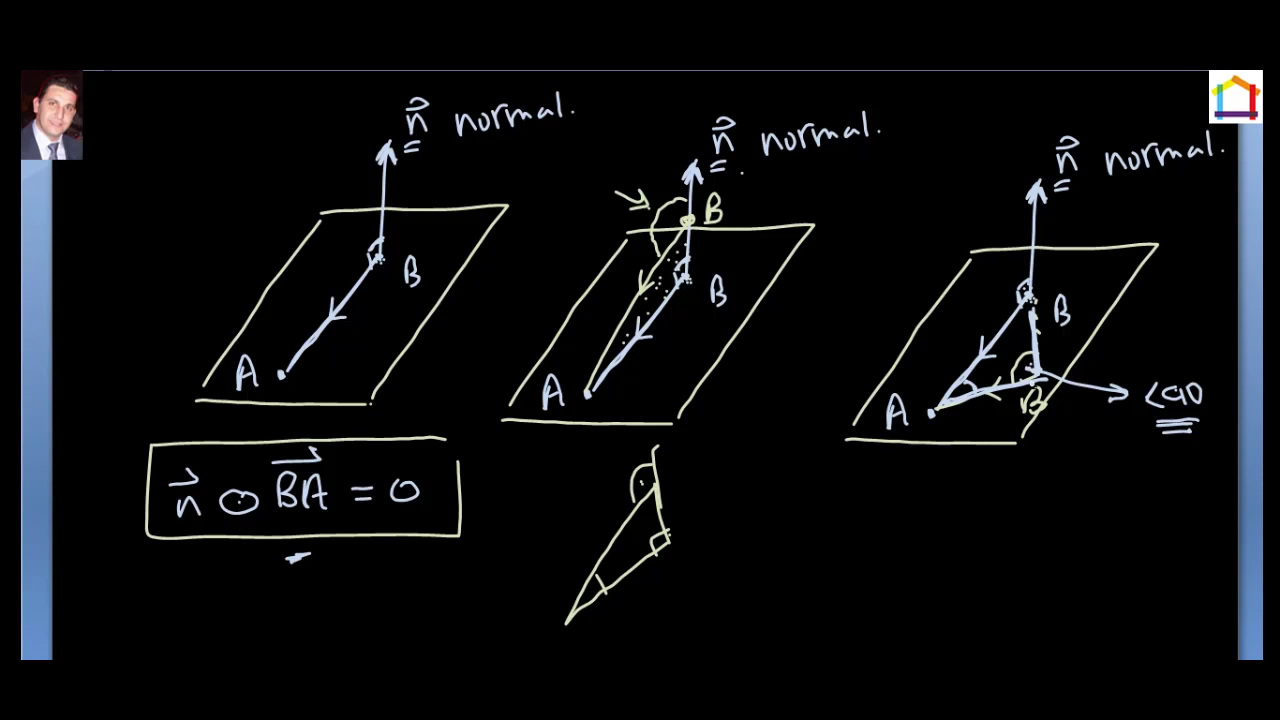 n⃗ normal.
B
A
n⃗ ⊙ BA⃗ = 0
n⃗ normal.
B
B
A
n⃗ normal.
B
B
A
<90